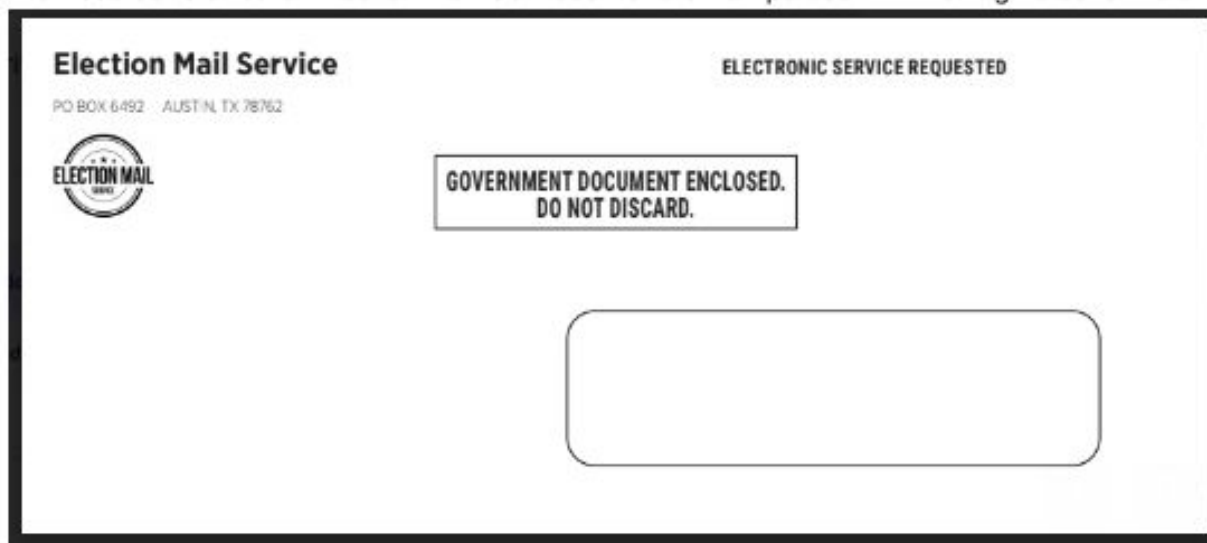 Election Mail Service
ELECTRONIC SERVICE REQUESTED
PO BOX 6492 AUSTIN, TX 78762
ELECTION MAIL
SERVICE
GOVERNMENT DOCUMENT ENCLOSED.
DO NOT DISCARD.